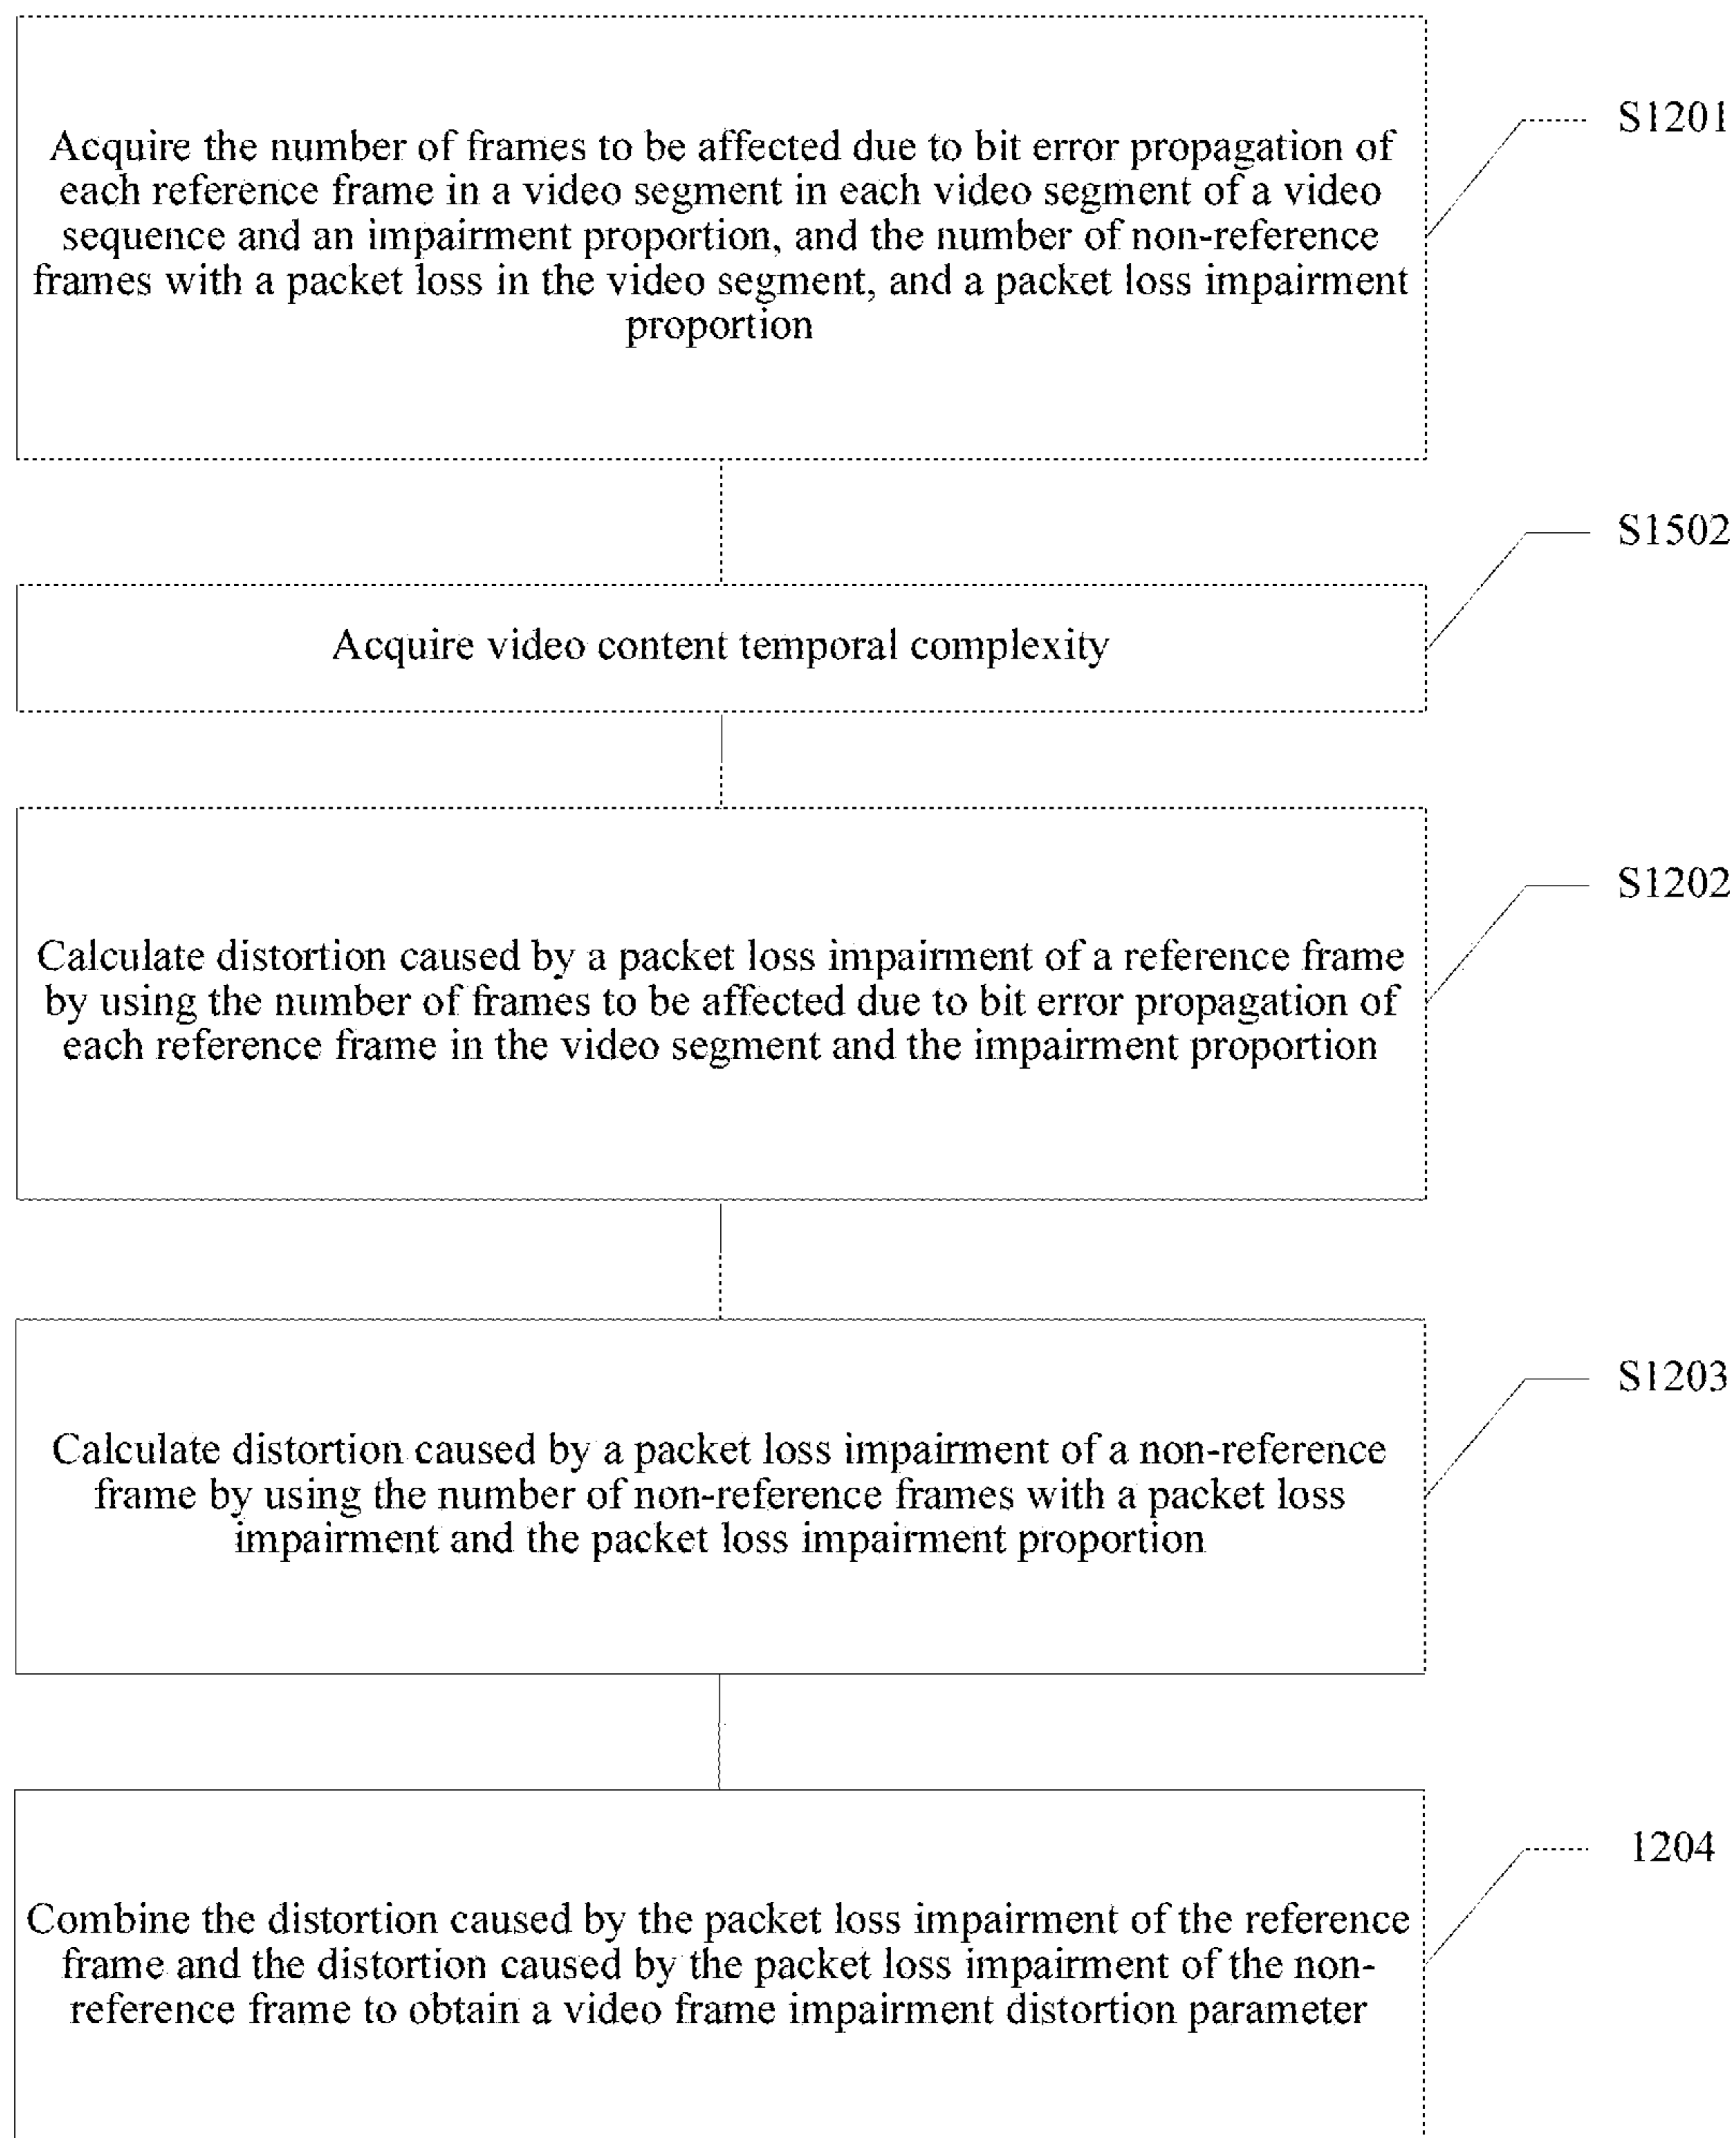 Acquire the number of frames to be affected due to bit error propagation of
each reference frame in a video segment in each video segment of a video
sequence and an impairment proportion, and the number of non-reference
frames with a packet loss in the video segment, and a packet loss impairment
proportion
S1201
S1502
Acquire video content temporal complexity
S1202
Calculate distortion caused by a packet loss impairment of a reference frame
by using the number of frames to be affected due to bit error propagation of
each reference frame in the video segment and the impairment proportion
S1203
Calculate distortion caused by a packet loss impairment of a non-reference
frame by using the number of non-reference frames with a packet loss
impairment and the packet loss impairment proportion
1204
Combine the distortion caused by the packet loss impairment of the reference
frame and the distortion caused by the packet loss impairment of the non-
reference frame to obtain a video frame impairment distortion parameter